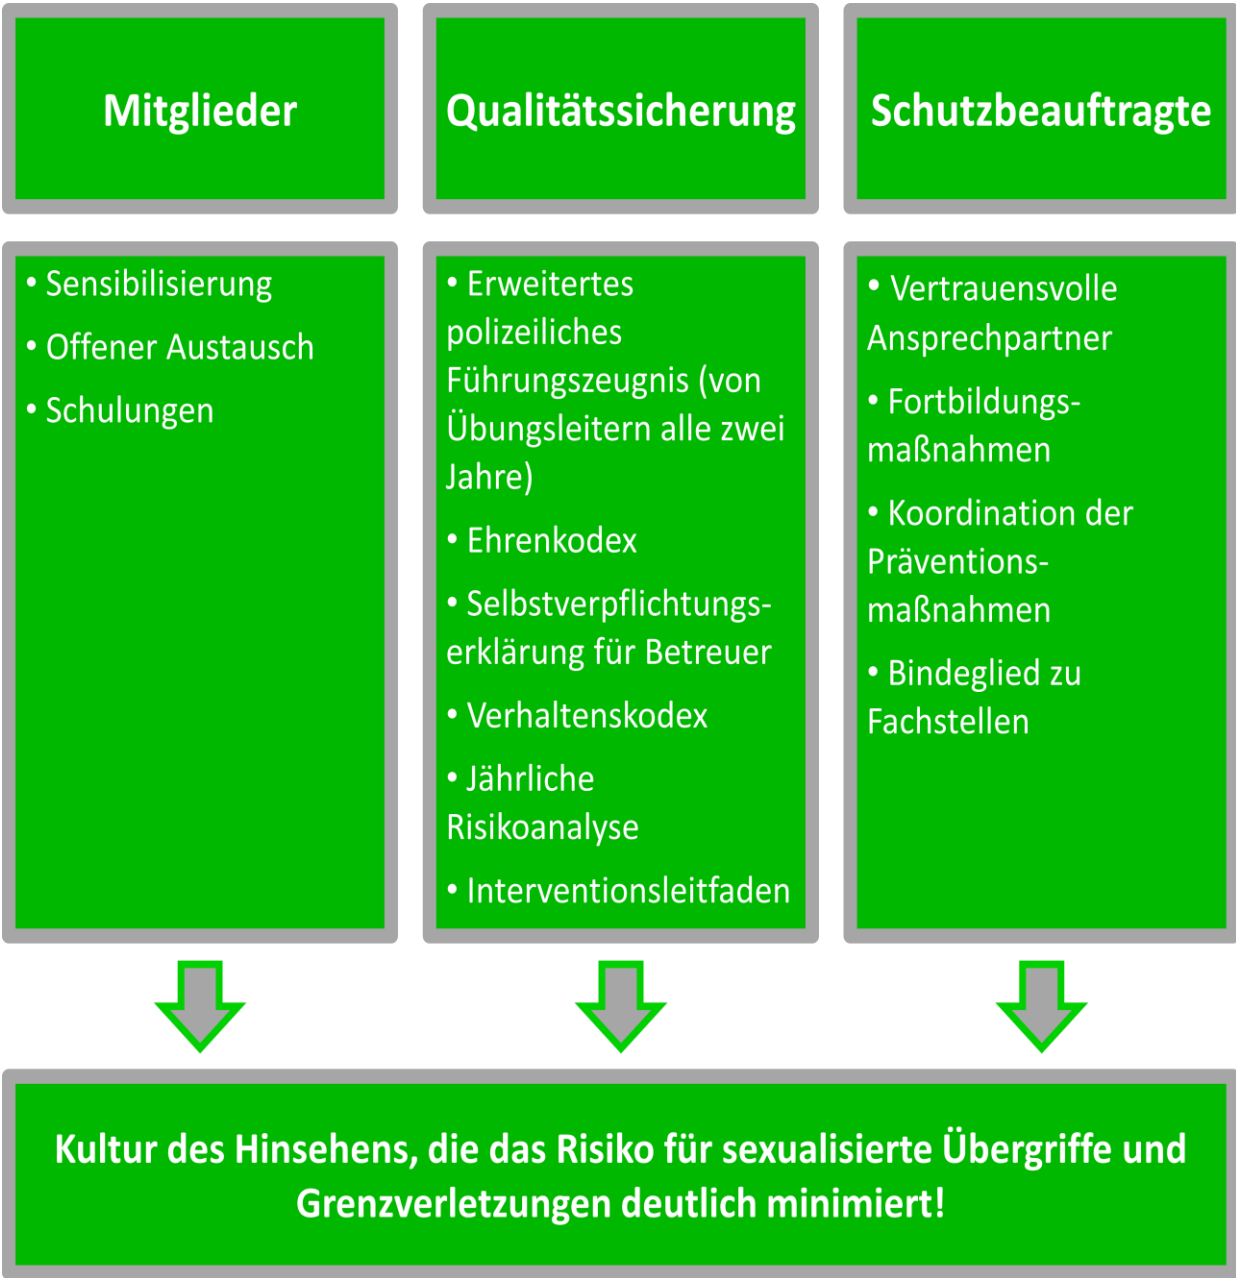 Mitglieder
Qualitätssicherung
Schutzbeauftragte
• Sensibilisierung
• Offener Austausch
• Schulungen
• Erweitertes
polizeiliches
Führungszeugnis (von
Übungsleitern alle zwei
Jahre)
• Ehrenkodex
• Selbstverpflichtungs-
erklärung für Betreuer
• Verhaltenskodex
• Jährliche
Risikoanalyse
• Interventionsleitfaden
• Vertrauensvolle
Ansprechpartner
• Fortbildungs-
maßnahmen
• Koordination der
Präventions-
maßnahmen
• Bindeglied zu
Fachstellen
Kultur des Hinsehens, die das Risiko für sexualisierte Übergriffe und
Grenzverletzungen deutlich minimiert!